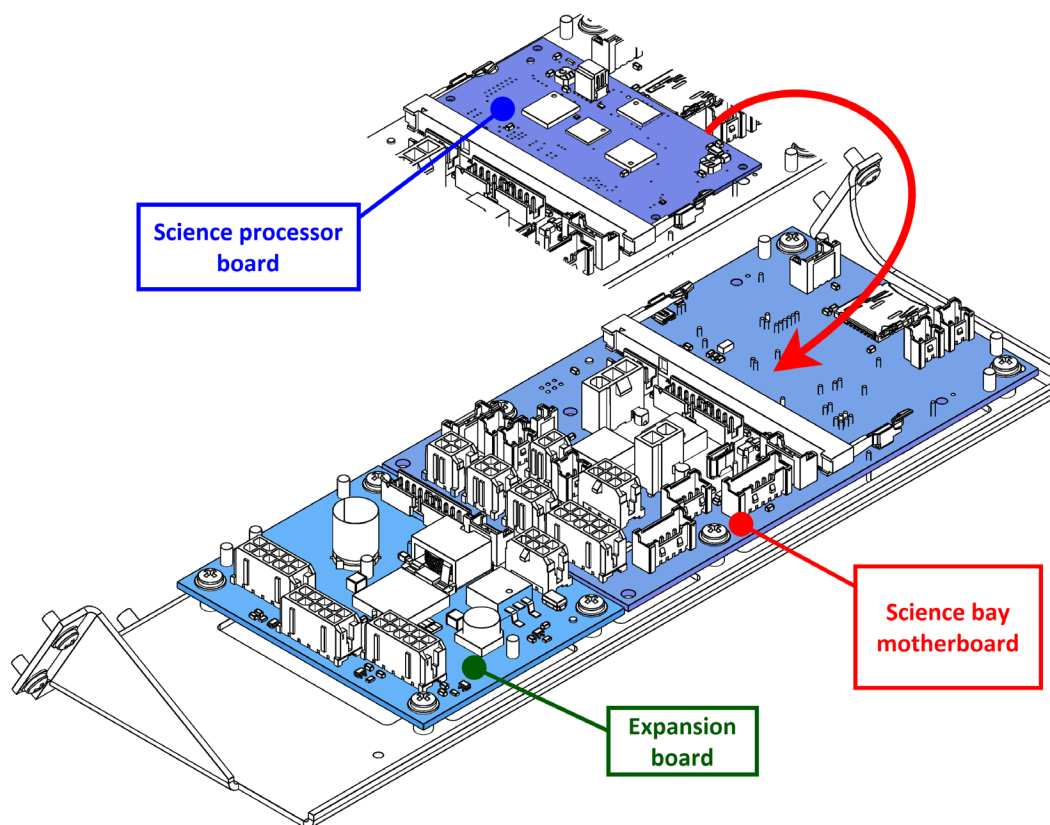 Science processor
board
Science bay
motherboard
Expansion
board